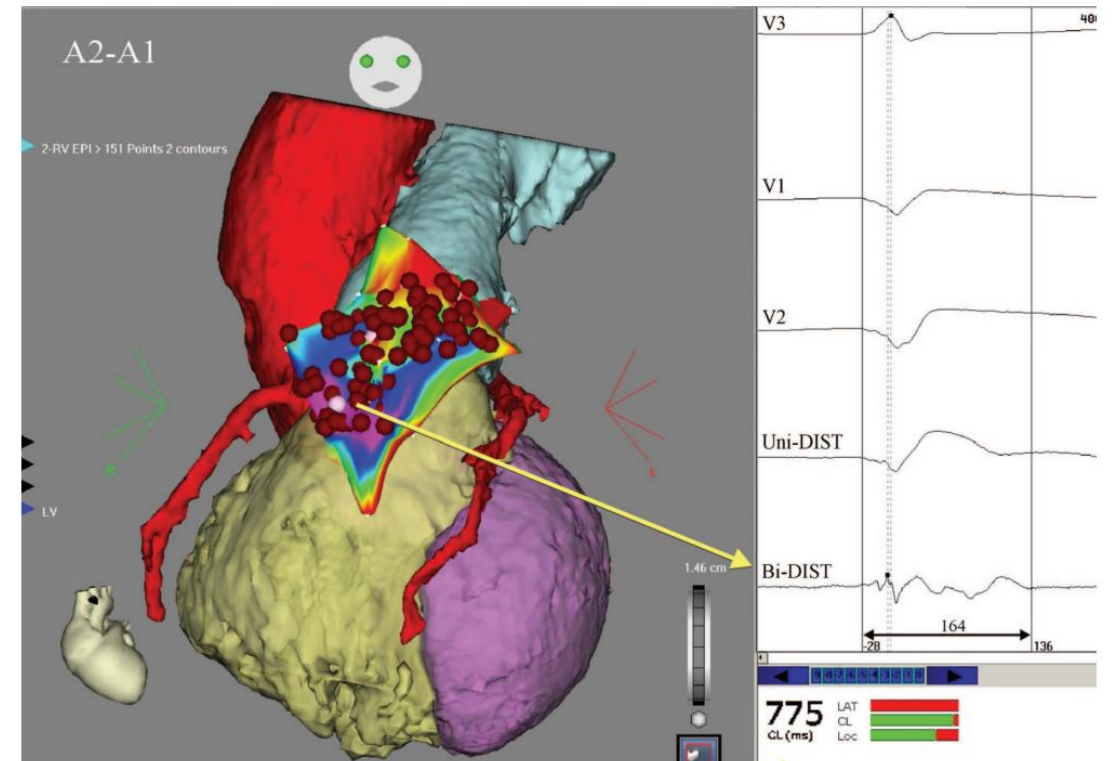 A2-A1
2-RV EPI > 151 Points 2 contours
R
L
LV
1.46 cm
V3
V1
V2
Uni-DIST
Bi-DIST
164
-28
136
775
CL (ms)
LAT
CL
Loc